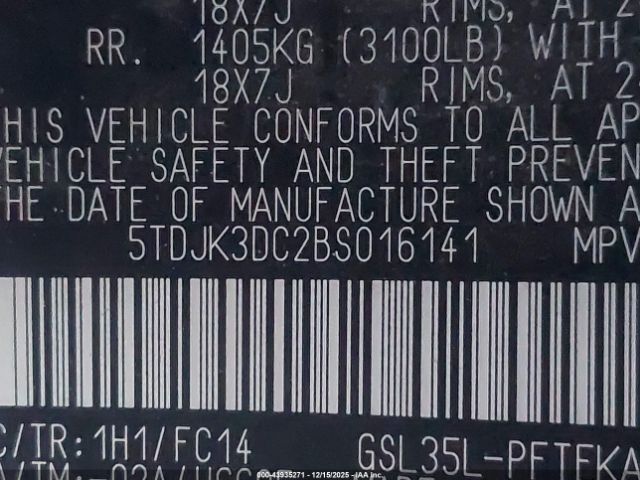 18X7J RIMS, AT 2
RR. 1405KG (3100LB) WITH
18X7J RIMS, AT 2
HIS VEHICLE CONFORMS TO ALL AP
VEHICLE SAFETY AND THEFT PREVEN
THE DATE OF MANUFACTURE SHOWN A
5TDJK3DC2BS016141 MPV
C/TR:1H1/FC14 GSL35L-PFTFKA
000-43935271 - 12/15/2025 - IAA Inc.